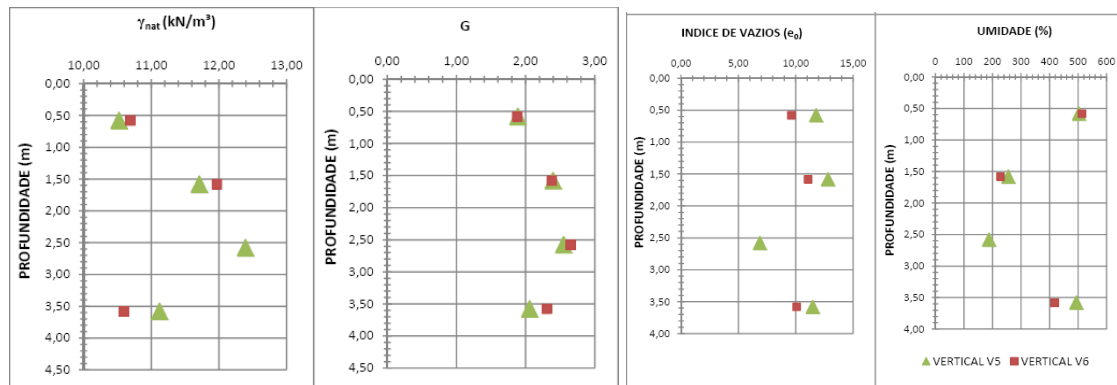 γnat (kN/m³)
10,00 11,00 12,00 13,00
0,00
0,50
1,00
1,50
2,00
2,50
3,00
3,50
4,00
4,50
PROFUNDIDADE (m)
G
0,00 1,00 2,00 3,00
0,00
0,50
1,00
1,50
2,00
2,50
3,00
3,50
4,00
4,50
PROFUNDIDADE (m)
INDICE DE VAZIOS (e₀)
0,00 5,00 10,00 15,00
0,00
0,50
1,00
1,50
2,00
2,50
3,00
3,50
4,00
PROFUNDIDADE (m)
UMIDADE (%)
0 100 200 300 400 500 600
0,00
0,50
1,00
1,50
2,00
2,50
3,00
3,50
4,00
PROFUNDIDADE (m)
VERTICAL V5 VERTICAL V6